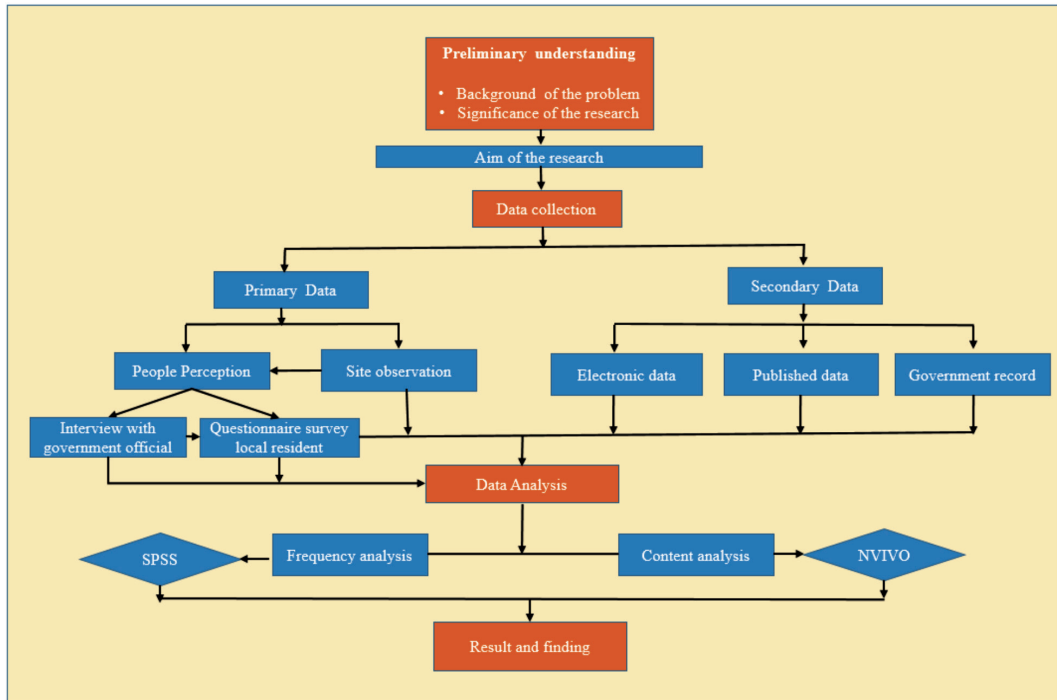 Preliminary understanding
• Background of the problem
• Significance of the research
Aim of the research
Data collection
Primary Data
Secondary Data
People Perception
Site observation
Electronic data
Published data
Government record
Interview with
government official
Questionnaire survey
local resident
Data Analysis
SPSS
Frequency analysis
Content analysis
NVIVO
Result and finding